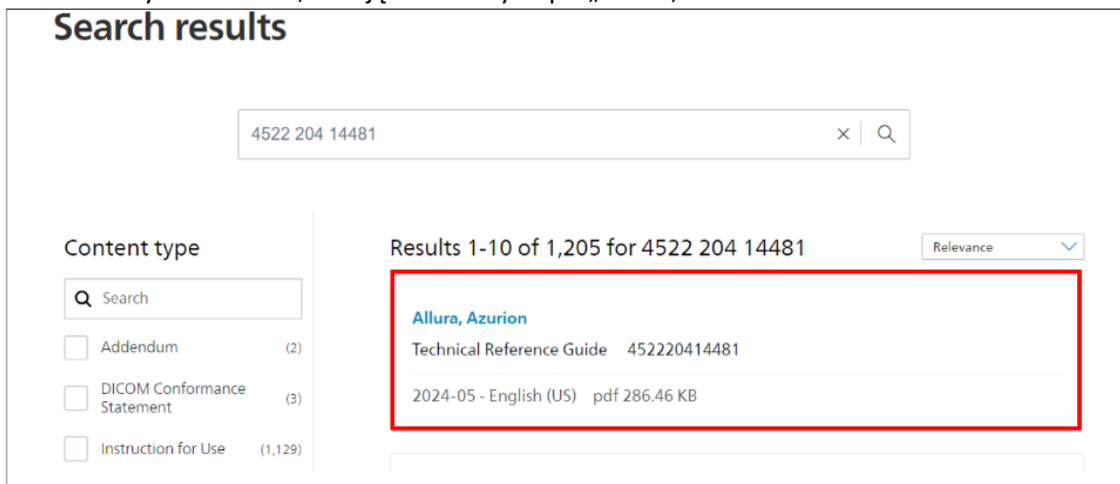 Search results
4522 204 14481
Content type
Search
Addendum (2)
DICOM Conformance
Statement (3)
Instruction for Use (1,129)
Results 1-10 of 1,205 for 4522 204 14481
Relevance
Allura, Azurion
Technical Reference Guide 452220414481
2024-05 - English (US) pdf 286.46 KB